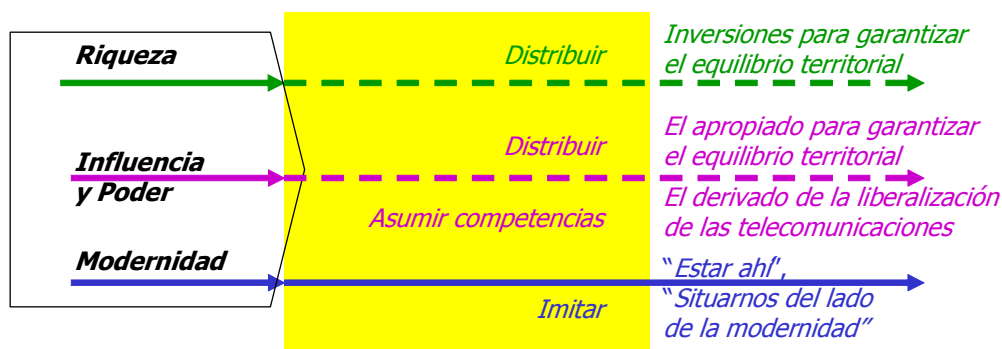 Riqueza
Distribuir
Inversiones para garantizar
el equilibrio territorial
Influencia
y Poder
Distribuir
Asumir competencias
El apropiado para garantizar
el equilibrio territorial
El derivado de la liberalización
de las telecomunicaciones
Modernidad
Imitar
“Estar ahí”,
“Situarnos del lado
de la modernidad”